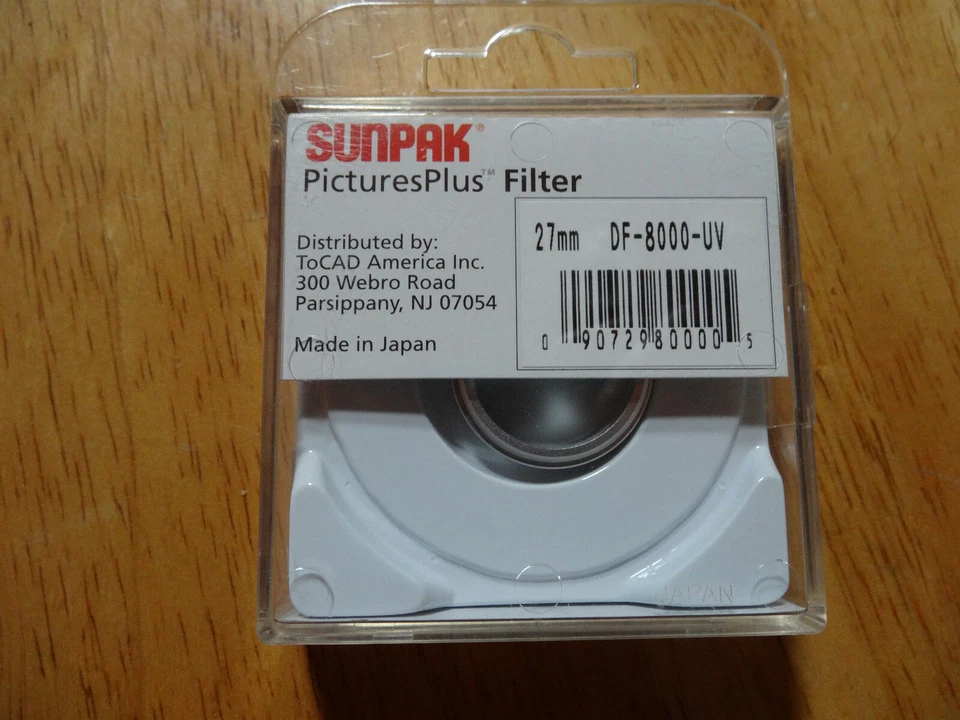 SUNPAK®
PicturesPlus™ Filter
Distributed by:
ToCAD America Inc.
300 Webro Road
Parsippany, NJ 07054
Made in Japan
27mm DF-8000-UV
0 90729 80000 5
JAPAN